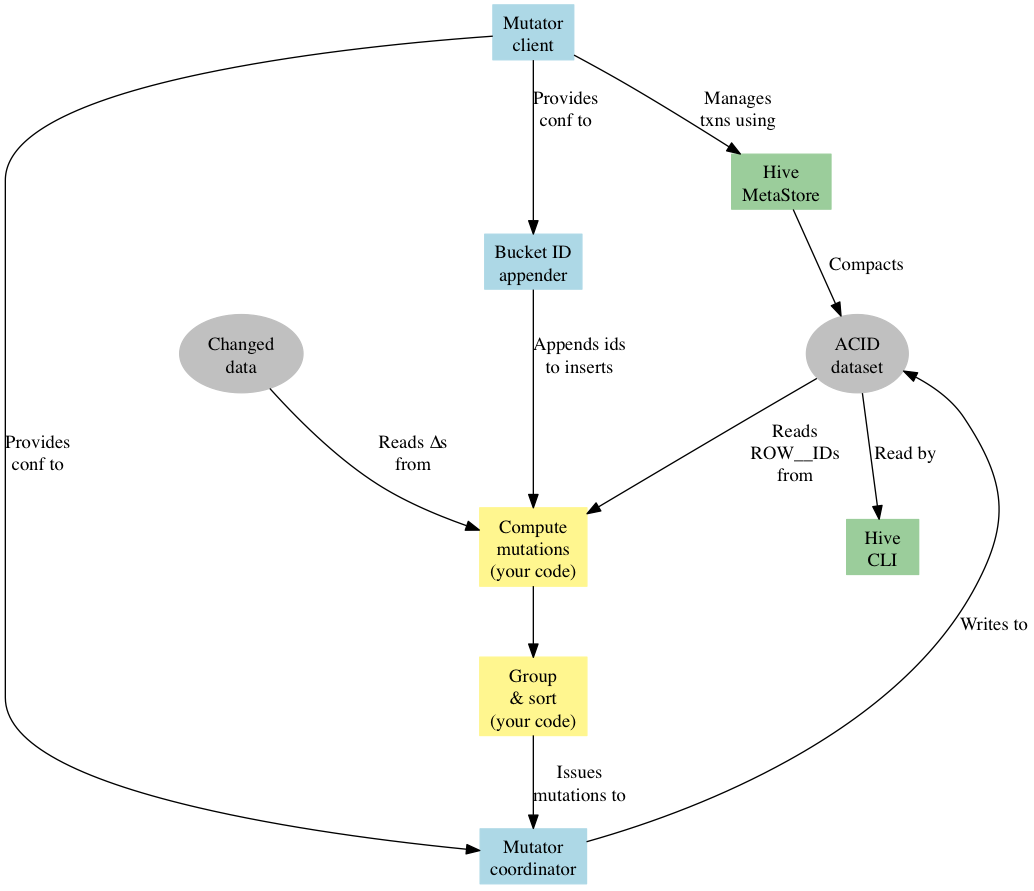 Mutator
client
Provides
conf to
Manages
txns using
Hive
MetaStore
Bucket ID
appender
Compacts
Changed
data
Appends ids
to inserts
ACID
dataset
Provides
conf to
Reads Δs
from
Reads
ROW__IDs
from
Read by
Compute
mutations
(your code)
Hive
CLI
Writes to
Group
& sort
(your code)
Issues
mutations to
Mutator
coordinator